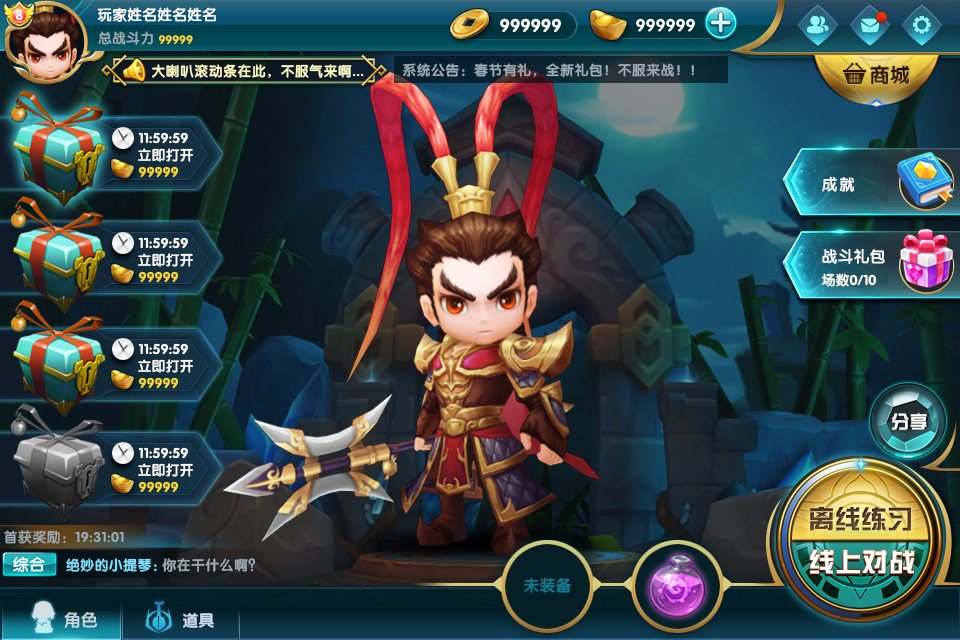 8
玩家姓名姓名姓名
总战斗力 99999
999999
999999
大喇叭滚动条在此，不服气来啊...
系统公告：春节有礼，全新礼包！不服来战！！
商城
11:59:59
立即打开
99999
11:59:59
立即打开
99999
11:59:59
立即打开
99999
11:59:59
立即打开
99999
成就
战斗礼包
场数0/10
分享
离线练习
线上对战
首获奖励：19:31:01
综合 绝妙的小提琴：你在干什么啊？
未装备
角色
道具